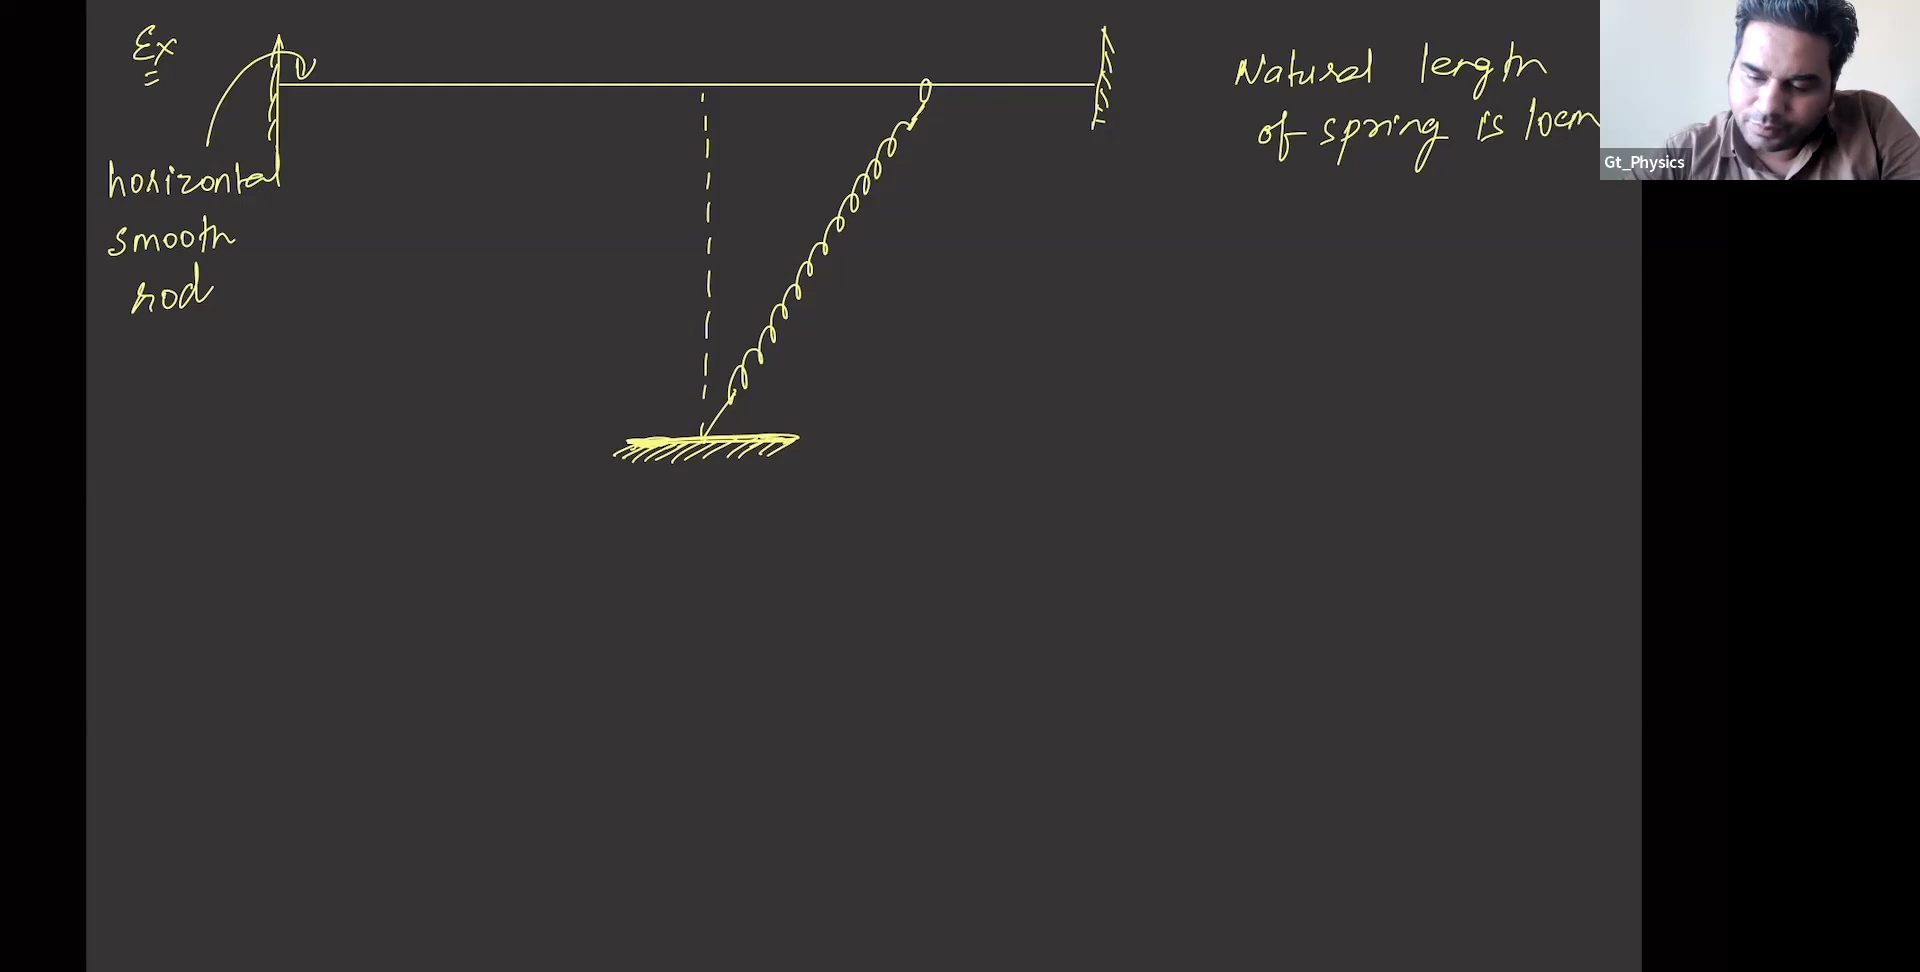 Ex
horizontal
smooth
rod
Natural length
of spring is 10cm
Gt_Physics